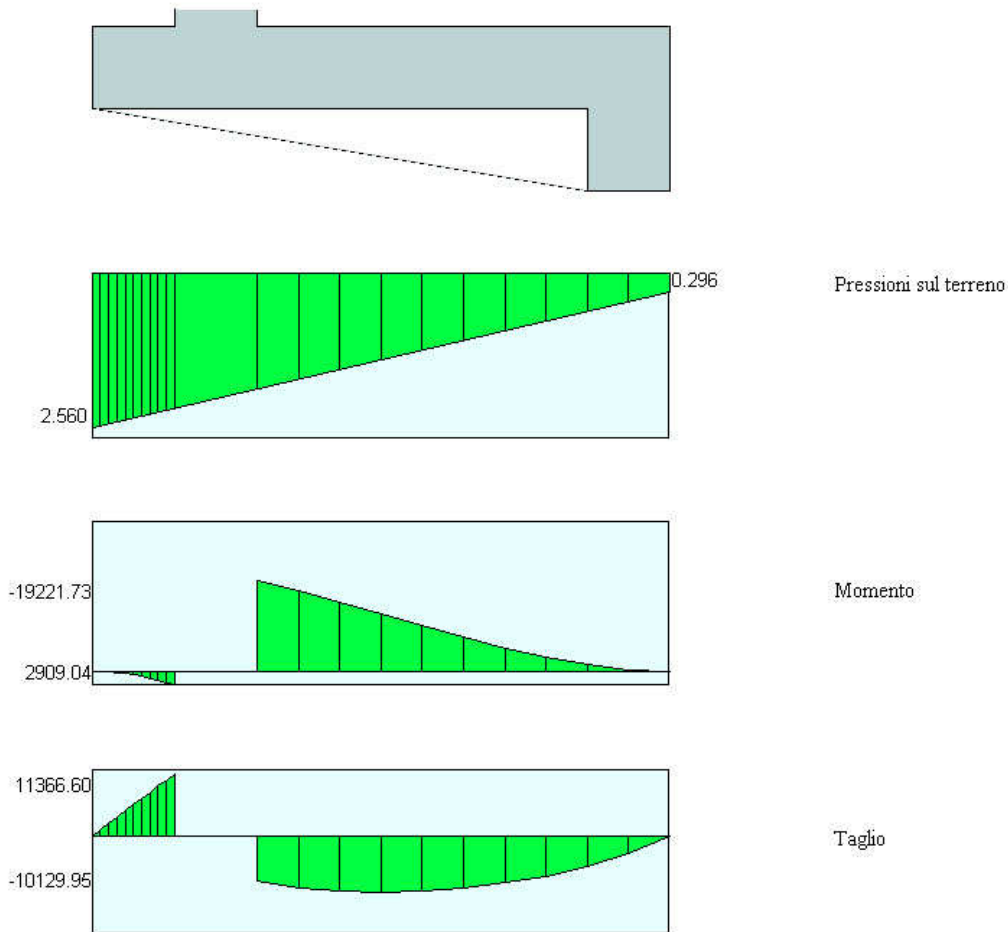 0.296
Pressioni sul terreno
2.560
-19221.73
Momento
2909.04
11366.60
Taglio
-10129.95